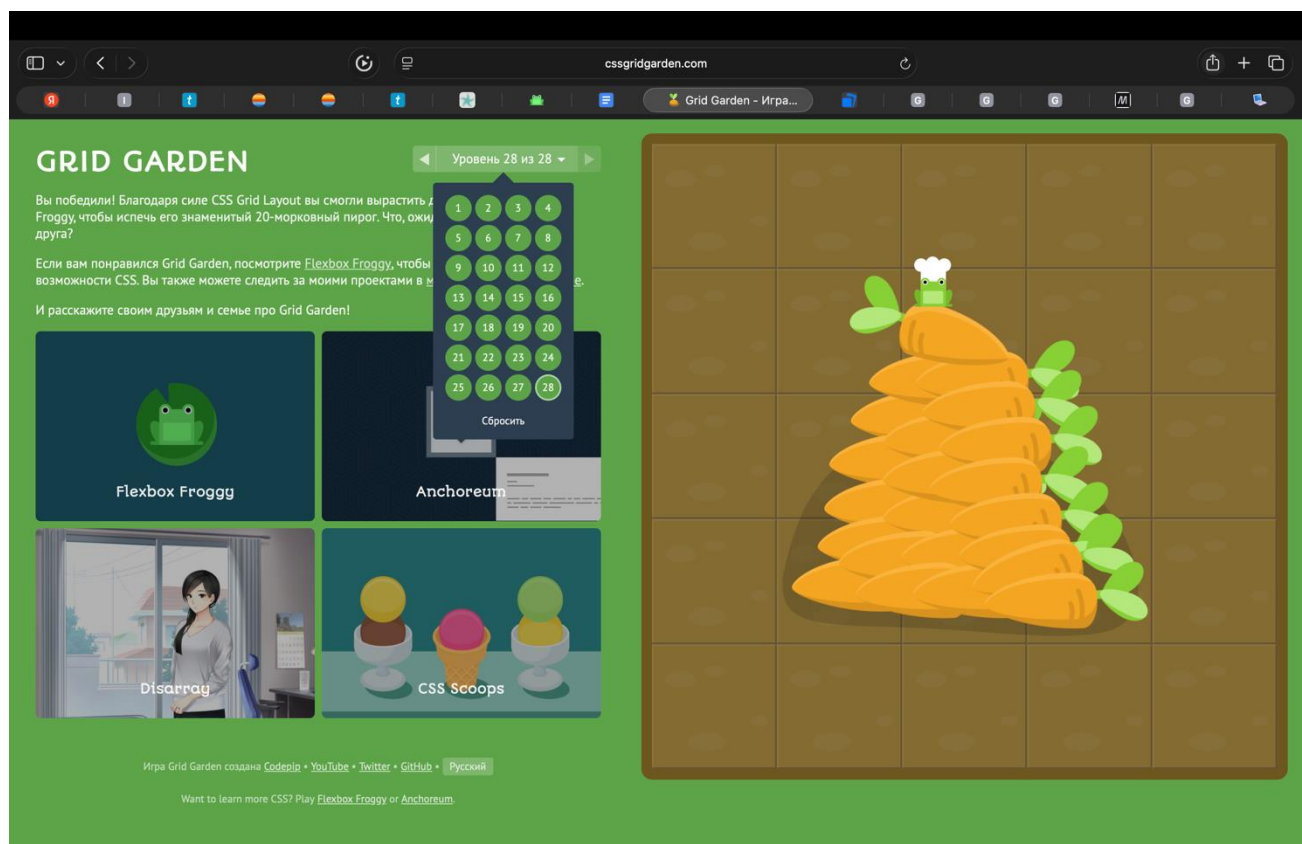 cssgridgarden.com
Я
I
t
t
Grid Garden - Игра...
G
G
G
M
G
GRID GARDEN
Уровень 28 из 28
Вы победили! Благодаря силе CSS Grid Layout вы смогли вырастить
Froggy, чтобы испечь его знаменитый 20-морковный пирог. Что,
друга?
Если вам понравился Grid Garden, посмотрите Flexbox Froggy, чтобы
возможности CSS. Вы также можете следить за моими проектами в
И расскажите своим друзьям и семье про Grid Garden!
1 2 3 4
5 6 7 8
9 10 11 12
13 14 15 16
17 18 19 20
21 22 23 24
25 26 27 28
Сбросить
Flexbox Froggy
Anchoreum
Disarray
CSS Scoops
Игра Grid Garden создана Codepip • YouTube • Twitter • GitHub • Русский
Want to learn more CSS? Play Flexbox Froggy or Anchoreum.